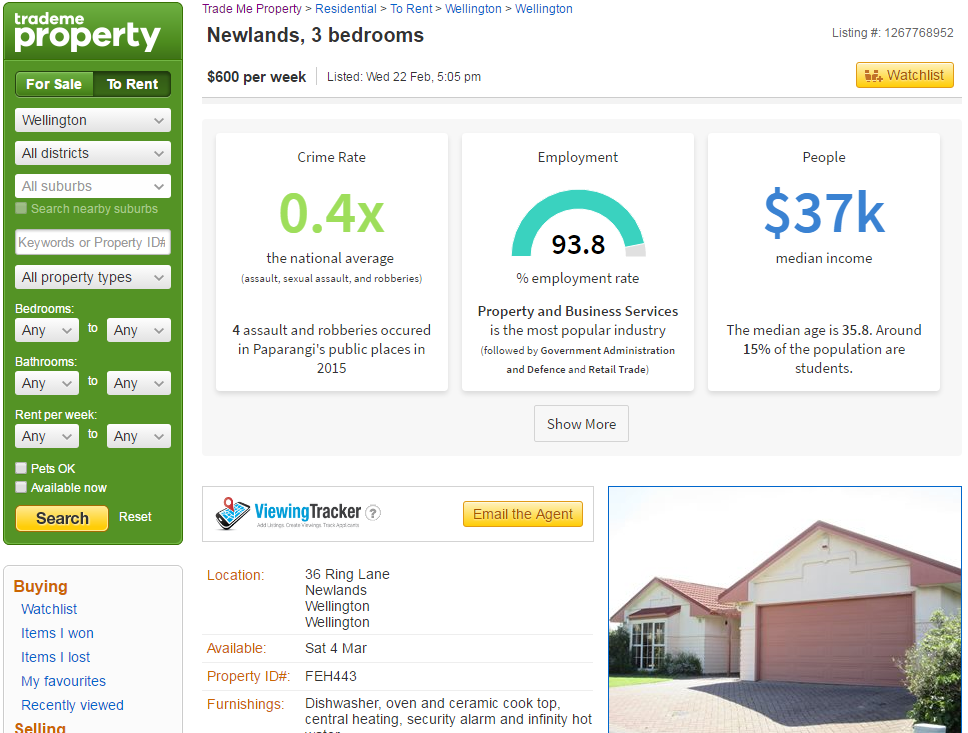 trademe
property
For Sale
To Rent
Wellington
All districts
All suburbs
Search nearby suburbs
Keywords or Property ID#
All property types
Bedrooms:
Any to Any
Bathrooms:
Any to Any
Rent per week:
Any to Any
Pets OK
Available now
Search Reset
Buying
Watchlist
Items I won
Items I lost
My favourites
Recently viewed
Selling
Trade Me Property > Residential > To Rent > Wellington > Wellington
Newlands, 3 bedrooms
Listing #: 1267768952
$600 per week Listed: Wed 22 Feb, 5:05 pm
Watchlist
Crime Rate
0.4x
the national average
(assault, sexual assault, and robberies)
4 assault and robberies occured
in Paparangi's public places in
2015
Employment
93.8
% employment rate
Property and Business Services
is the most popular industry
(followed by Government Administration
and Defence and Retail Trade)
People
$37k
median income
The median age is 35.8. Around
15% of the population are
students.
Show More
ViewingTracker ?
Add Listings. Create Viewings. Track Applicants
Email the Agent
Location: 36 Ring Lane
Newlands
Wellington
Wellington
Available: Sat 4 Mar
Property ID#: FEH443
Furnishings: Dishwasher, oven and ceramic cook top,
central heating, security alarm and infinity hot
water